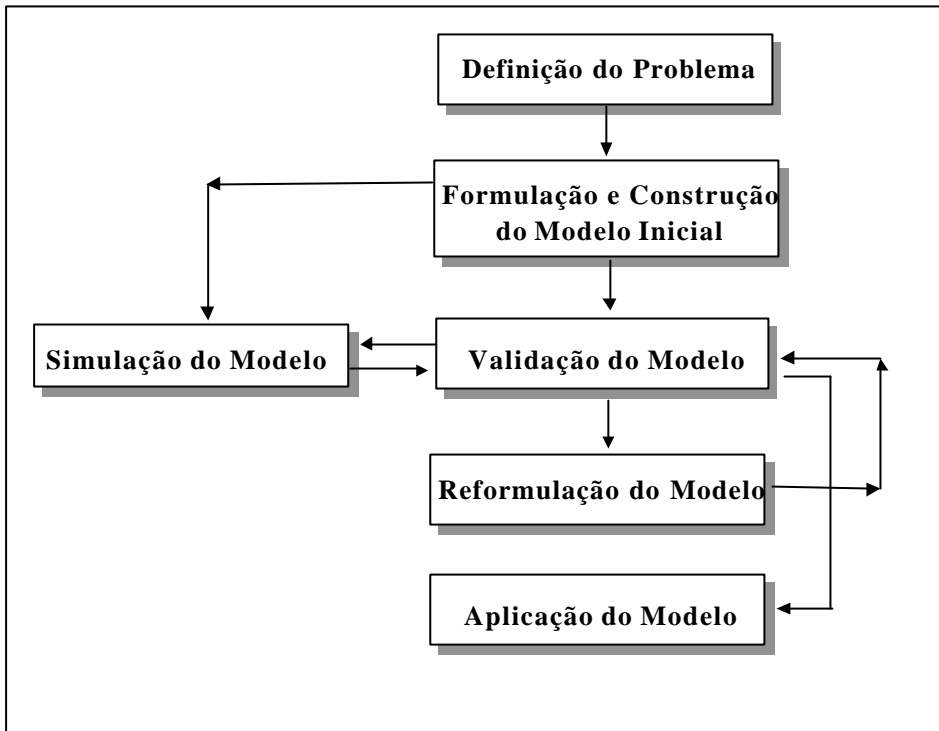 Definição do Problema
Formulação e Construção
do Modelo Inicial
Simulação do Modelo
Validação do Modelo
Reformulação do Modelo
Aplicação do Modelo